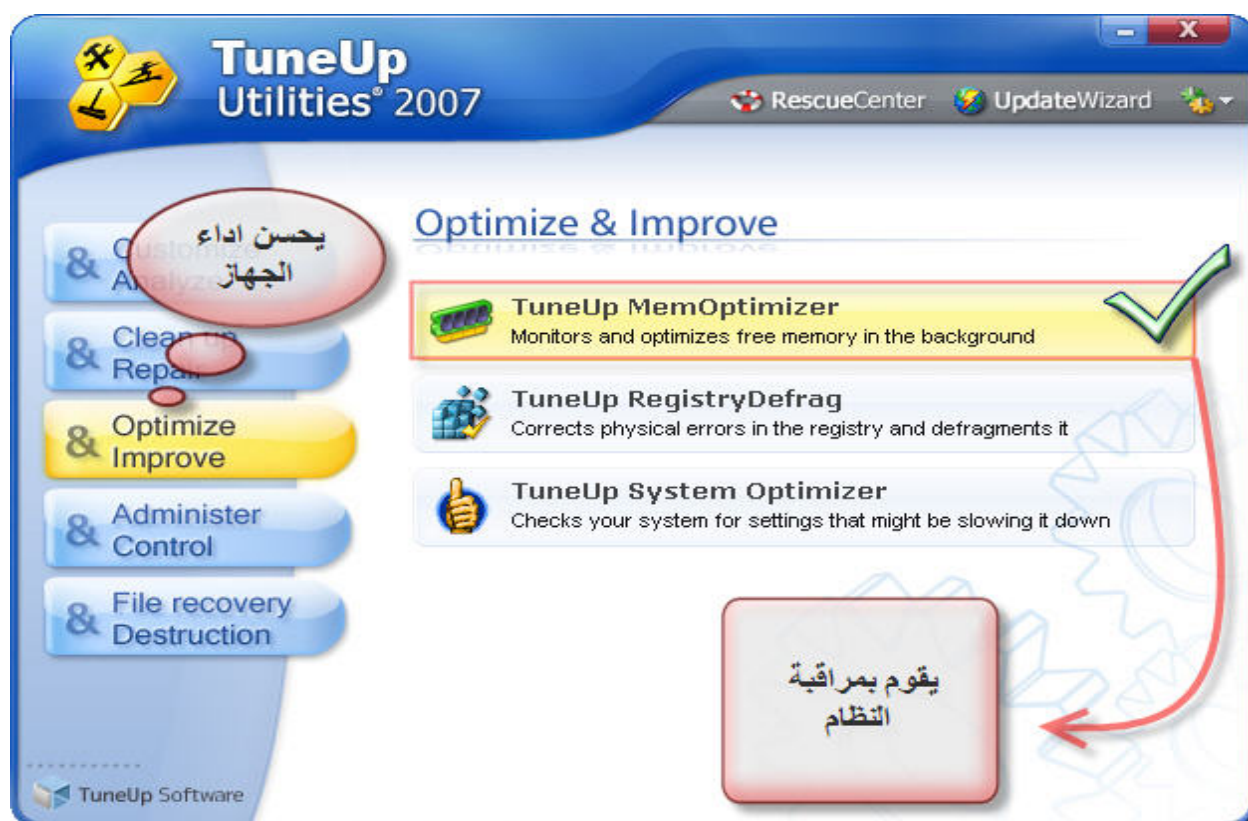 TuneUp
Utilities® 2007
RescueCenter
UpdateWizard
Optimize & Improve
& Customize
Analyze
يحسن اداء
الجهاز
& Clean up
Repair
& Optimize
Improve
& Administer
Control
& File recovery
Destruction
TuneUp MemOptimizer
Monitors and optimizes free memory in the background
TuneUp RegistryDefrag
Corrects physical errors in the registry and defragments it
TuneUp System Optimizer
Checks your system for settings that might be slowing it down
يقوم بمراقبة
النظام
TuneUp Software